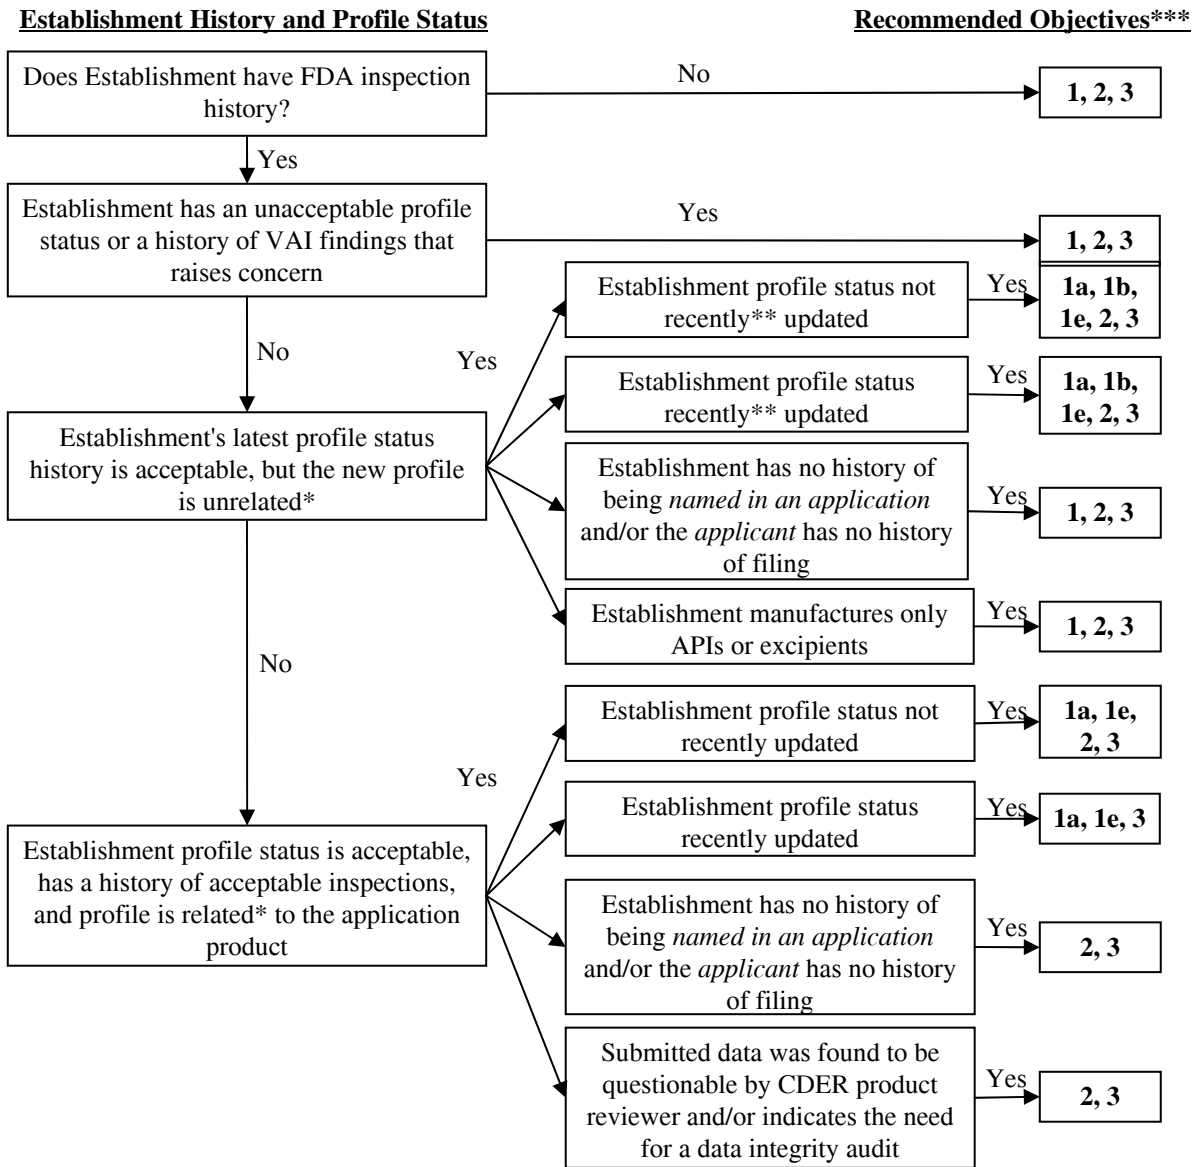 Establishment History and Profile Status
Recommended Objectives***
Does Establishment have FDA inspection
history?
No
1, 2, 3
Yes
Establishment has an unacceptable profile
status or a history of VAI findings that
raises concern
Yes
1, 2, 3
No
Establishment's latest profile status
history is acceptable, but the new profile
is unrelated*
Yes
Establishment profile status not
recently** updated
Yes
1a, 1b,
1e, 2, 3
Establishment profile status
recently** updated
Yes
1a, 1b,
1e, 2, 3
Establishment has no history of
being named in an application
and/or the applicant has no history
of filing
Yes
1, 2, 3
Establishment manufactures only
APIs or excipients
Yes
1, 2, 3
No
Establishment profile status is acceptable,
has a history of acceptable inspections,
and profile is related* to the application
product
Yes
Establishment profile status not
recently updated
Yes
1a, 1e,
2, 3
Establishment profile status
recently updated
Yes
1a, 1e, 3
Establishment has no history of
being named in an application
and/or the applicant has no history
of filing
Yes
2, 3
Submitted data was found to be
questionable by CDER product
reviewer and/or indicates the need
for a data integrity audit
Yes
2, 3